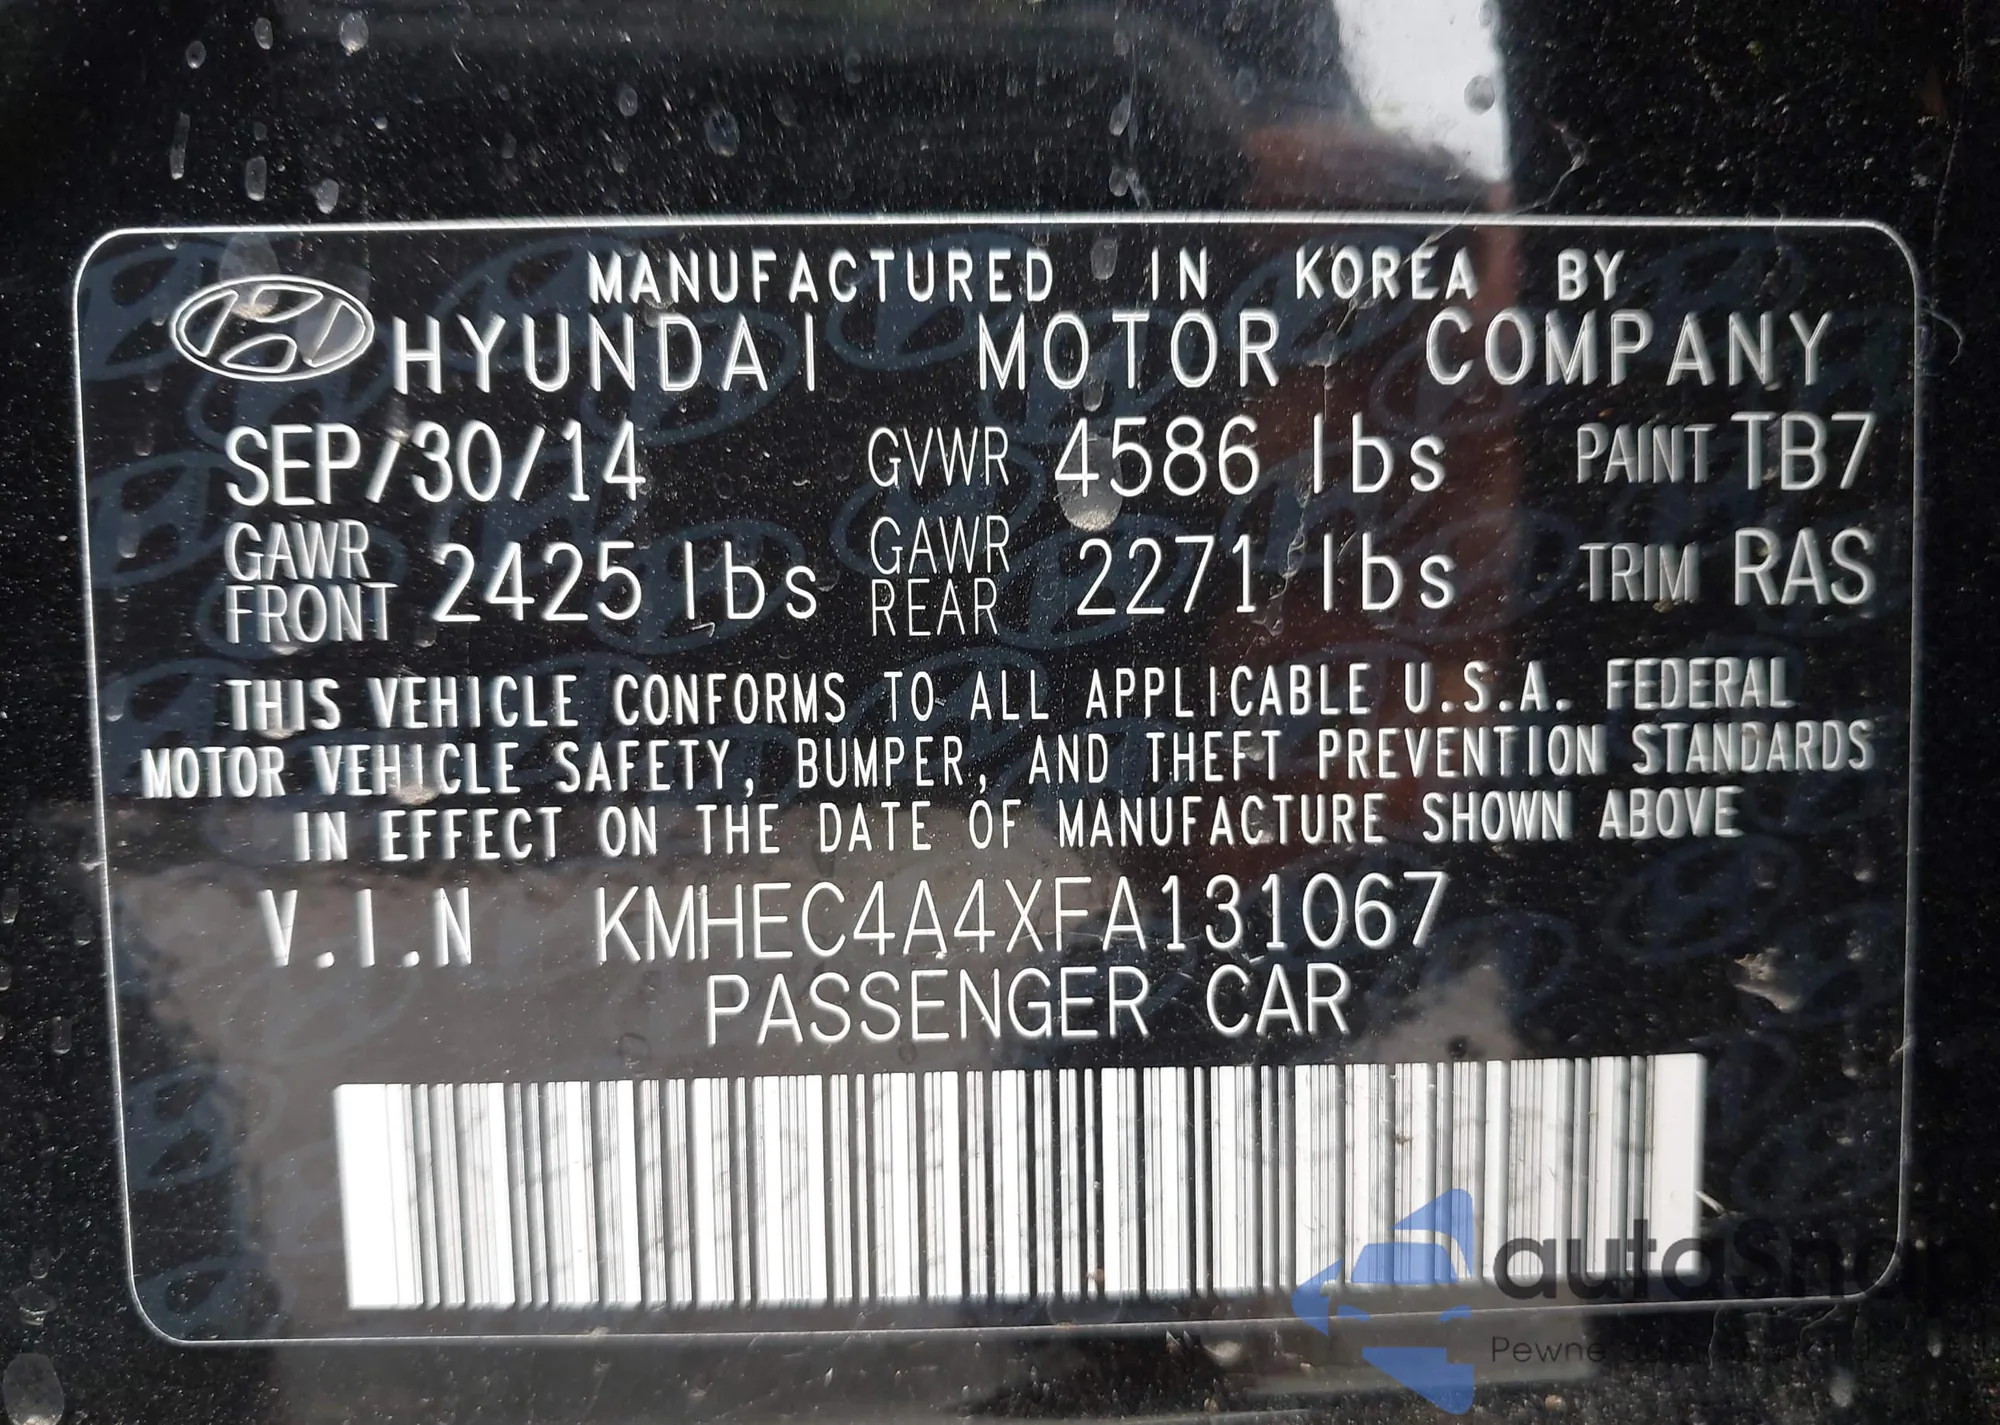 MANUFACTURED IN KOREA BY
HYUNDAI MOTOR COMPANY
SEP/30/14 GVWR 4586 lbs PAINT TB7
GAWR FRONT 2425 lbs GAWR REAR 2271 lbs TRIM RAS
THIS VEHICLE CONFORMS TO ALL APPLICABLE U.S.A. FEDERAL
MOTOR VEHICLE SAFETY, BUMPER, AND THEFT PREVENTION STANDARDS
IN EFFECT ON THE DATE OF MANUFACTURE SHOWN ABOVE
V.I.N KMHEC4A4XFA131067
PASSENGER CAR
autaSnap
Pewne